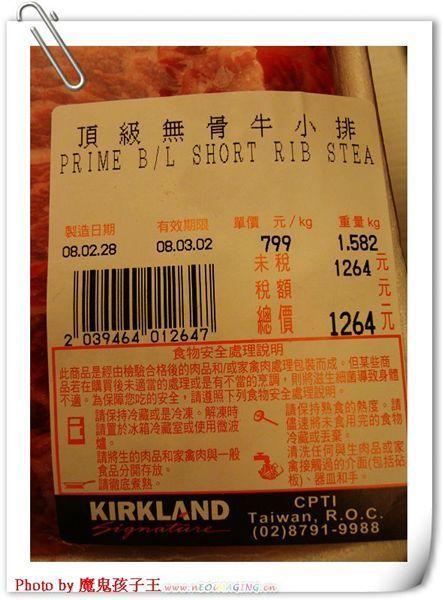 頂級無骨牛小排
PRIME B/L SHORT RIB STEA
製造日期 有效期限 單價 元/kg 重量 kg
08.02.28 08.03.02 799 1.582
未稅 1264 元
稅額 元
總價 1264 元
2 039464 012647
食物安全處理說明
此商品是經由檢驗合格後的肉品和/或家禽肉處理包裝而成。但某些商
品若在購買後未適當的處理或是有不當的烹調，則將滋生細菌導致身體
不適。為保障您吃的安全，請遵照下列食物安全處理說明。
請保持冷藏或是冷凍。解凍時
請置於冰箱冷藏室或使用微波
爐。
請將生的肉品和家禽肉與一般
食品分開存放。
請徹底煮熟。
請保持熟食的熱度。請
儘速將未食用完的食物
冷藏或丟棄。
清洗任何與生肉品或家
禽接觸過的介面(包括砧
板)、器皿和手。
KIRKLAND
Signature
CPTI
Taiwan, R.O.C.
(02)8791-9988
Photo by 魔鬼孩子王
www.nEOIMAGING.cn